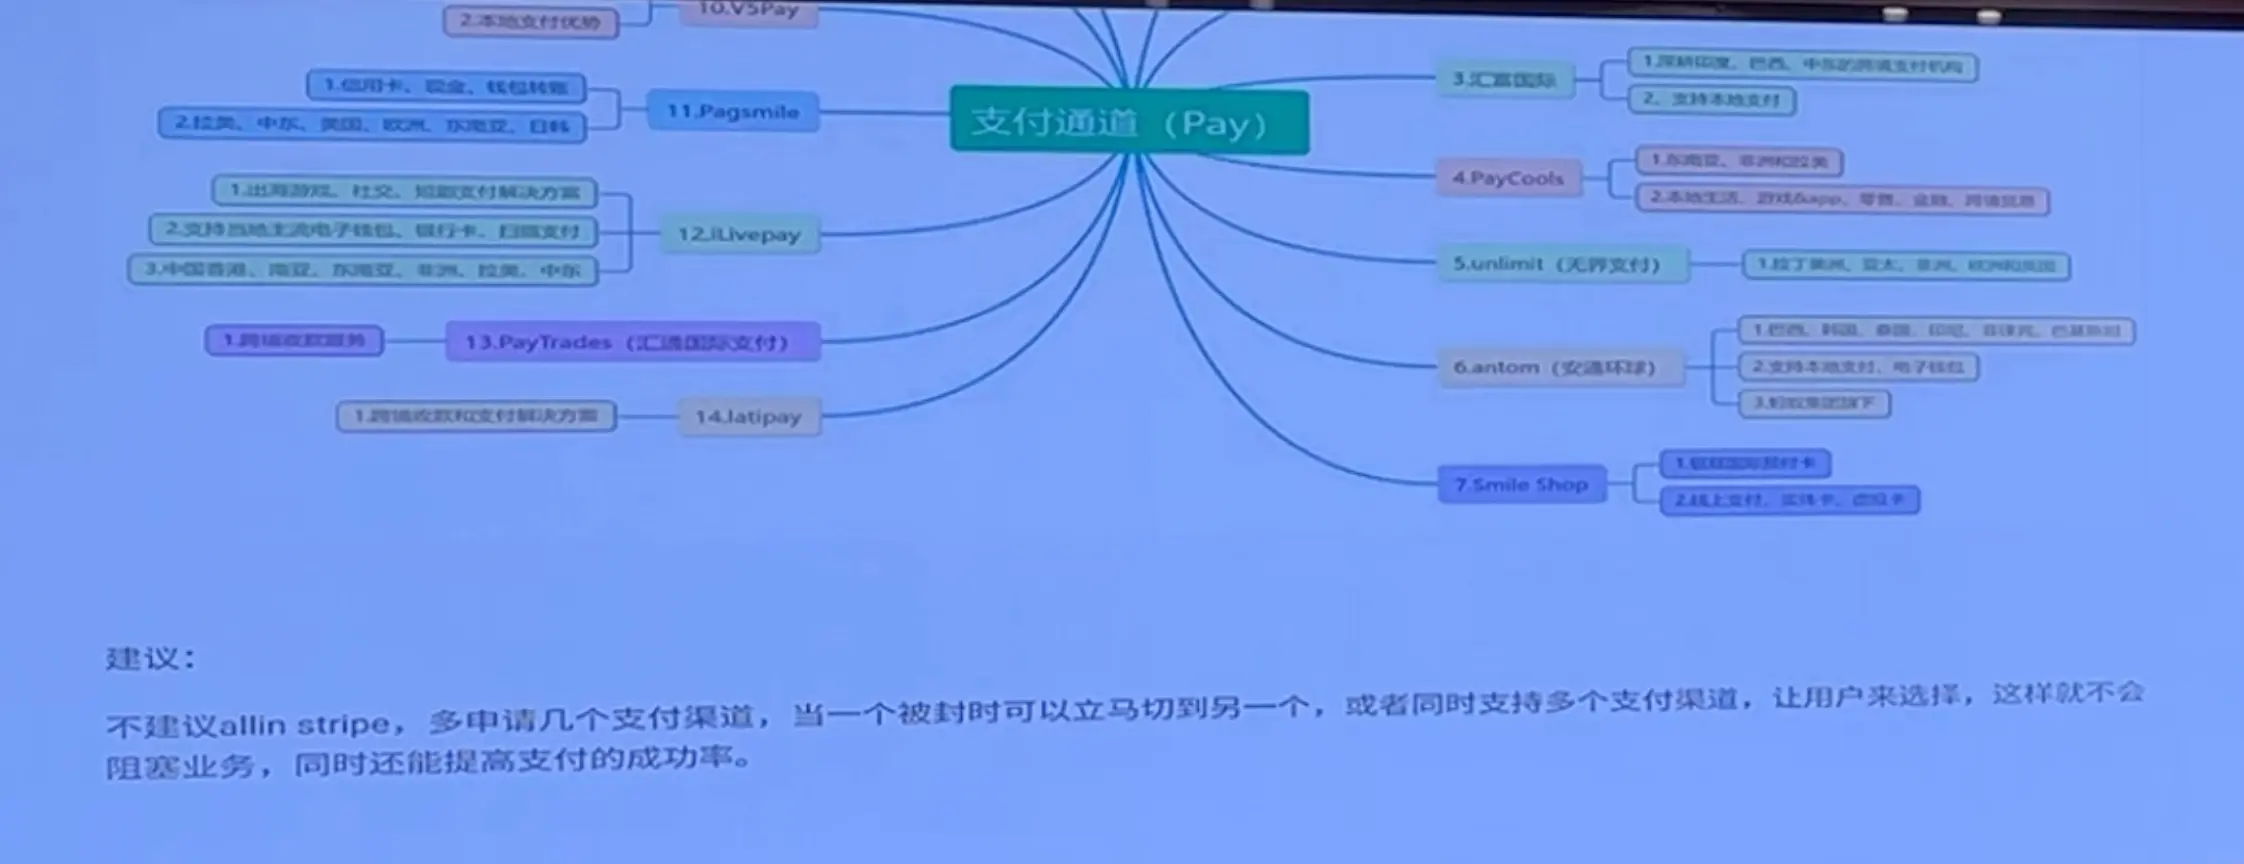 10.V5Pay
2.本地支付优势
11.Pagsmile
1.信用卡、现金、钱包转账
2.拉美、中东、美国、欧洲、东南亚、日韩
12.iLivepay
1.出海游戏、社交、短剧支付解决方案
2.支持当地主流电子钱包、银行卡、扫码支付
3.中国香港、南亚、东南亚、非洲、拉美、中东
13.PayTrades（汇通国际支付）
1.跨境收款服务
14.latipay
1.跨境收款和支付解决方案
支付通道（Pay）
3.汇富国际
1.深耕印度、巴西、中东的跨境支付机构
2、支持本地支付
4.PayCools
1.东南亚、非洲和拉美
2.本地生活、游戏&app、零售、金融、跨境贸易
5.unlimit（无界支付）
1.拉丁美洲、亚太、非洲、欧洲和英国
6.antom（安通环球）
1.巴西、韩国、泰国、印尼、菲律宾、巴基斯坦
2.支持本地支付、电子钱包
3.蚂蚁集团旗下
7.Smile Shop
2.线上支付、实体卡、虚拟卡
建议：
不建议allin stripe，多申请几个支付渠道，当一个被封时可以立马切到另一个，或者同时支持多个支付渠道，让用户来选择，这样就不会
阻塞业务，同时还能提高支付的成功率。